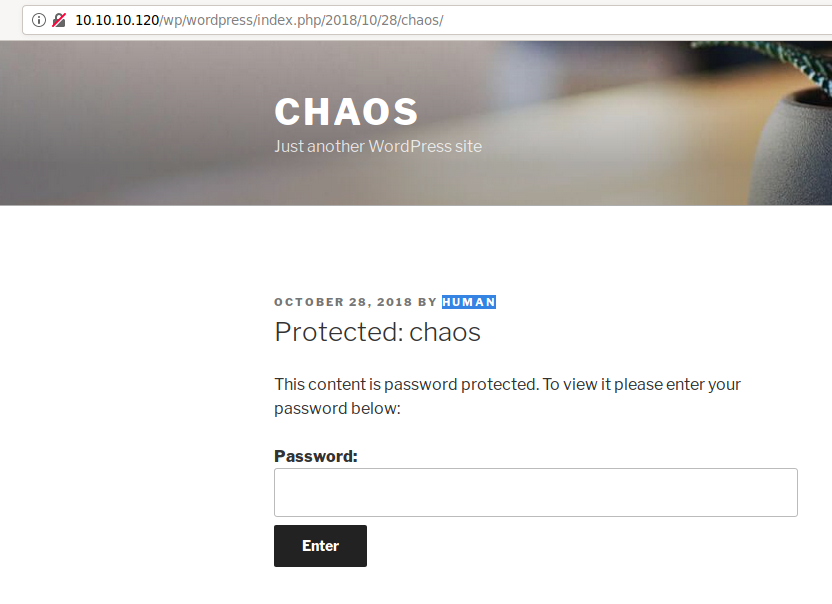 10.10.10.120/wp/wordpress/index.php/2018/10/28/chaos/
CHAOS
Just another WordPress site
OCTOBER 28, 2018 BY HUMAN
Protected: chaos
This content is password protected. To view it please enter your
password below:
Password:
Enter